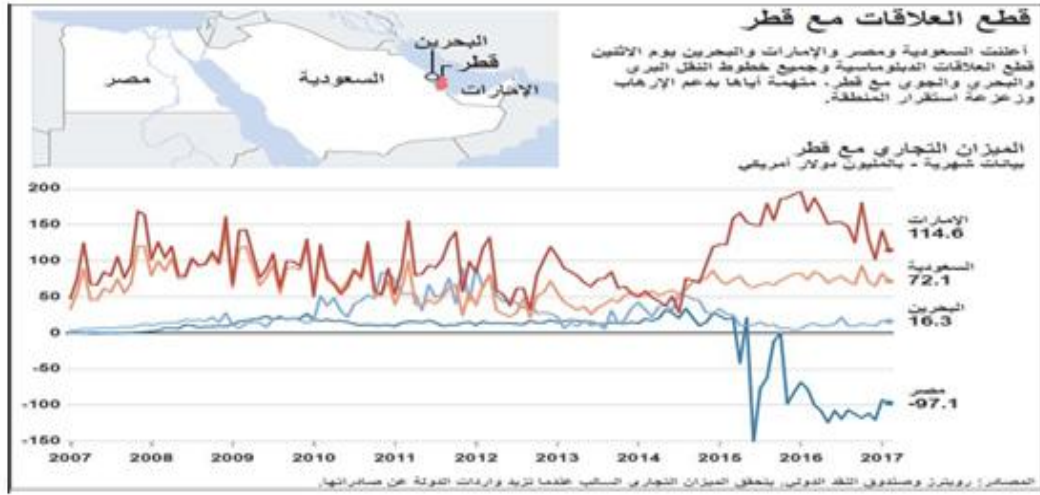 قطع العلاقات مع قطر
أعلنت السعودية ومصر والإمارات والبحرين يوم الاثنين
قطع العلاقات الدبلوماسية وجميع خطوط النقل البري
والبحري والجوي مع قطر، متهمة أياها بدعم الإرهاب
وزعزعة استقرار المنطقة.
البحرين
قطر
الإمارات
السعودية
مصر
الميزان التجاري مع قطر
بيانات شهرية - بالمليون دولار أمريكي
200
150
100
50
0
-50
-100
-150
الإمارات
114.6
السعودية
72.1
البحرين
16.3
مصر
-97.1
2007 2008 2009 2010 2011 2012 2013 2014 2015 2016 2017
المصادر: رويترز وصندوق النقد الدولي. يتحقق الميزان التجاري السالب عندما تزيد واردات الدولة عن صادراتها.